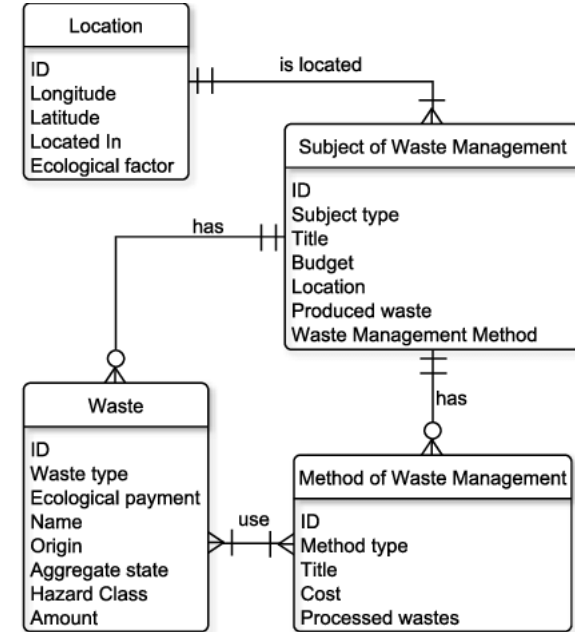 Location
ID
Longitude
Latitude
Located In
Ecological factor
is located
Subject of Waste Management
ID
Subject type
Title
Budget
Location
Produced waste
Waste Management Method
has
has
Waste
ID
Waste type
Ecological payment
Name
Origin
Aggregate state
Hazard Class
Amount
use
Method of Waste Management
ID
Method type
Title
Cost
Processed wastes